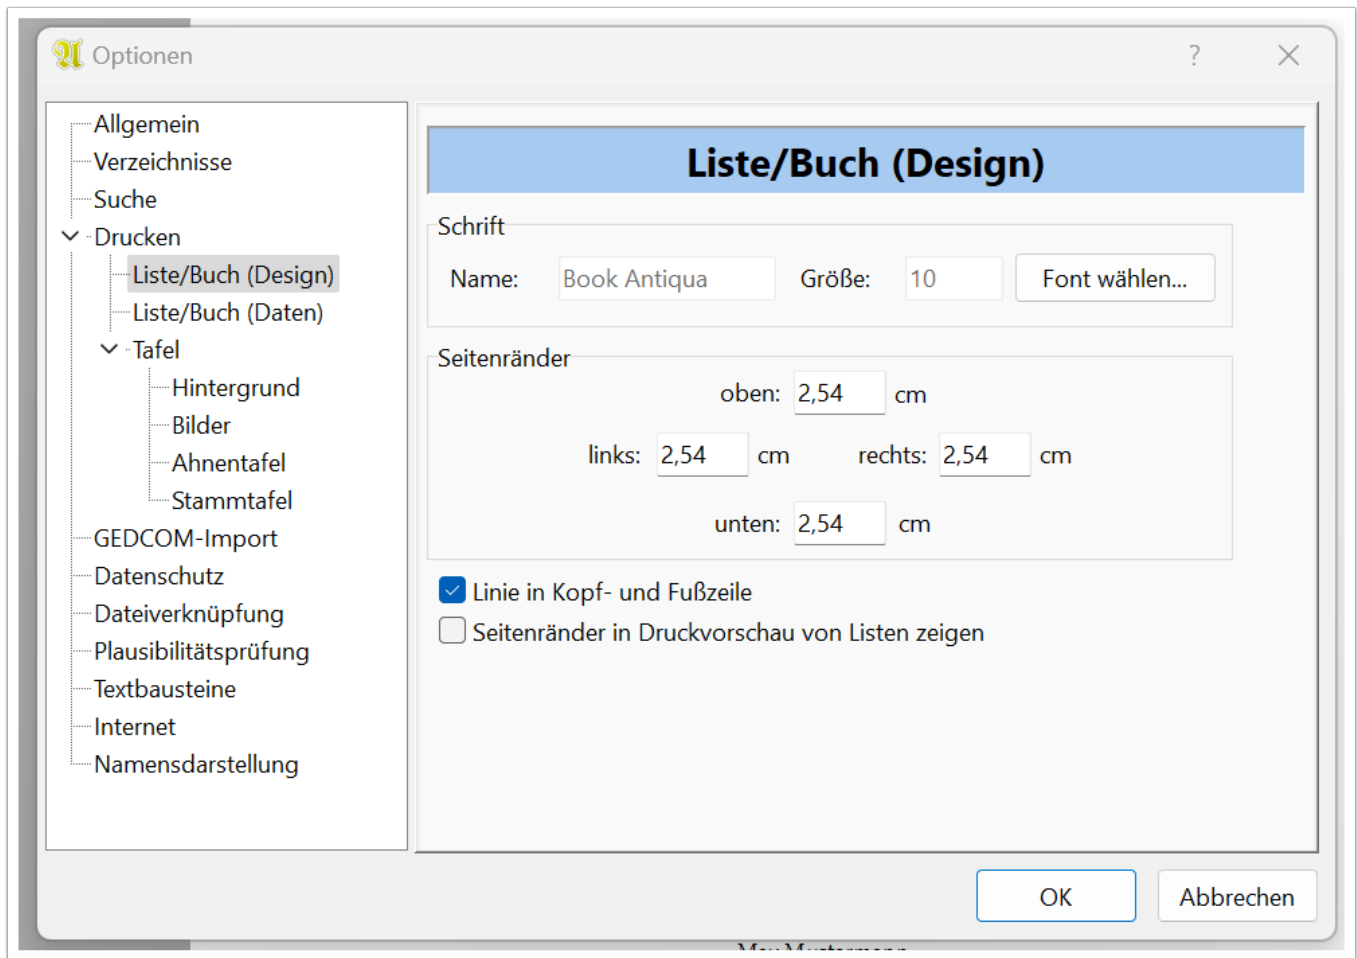 Optionen
?
Allgemein
Verzeichnisse
Suche
Drucken
Liste/Buch (Design)
Liste/Buch (Daten)
Tafel
Hintergrund
Bilder
Ahnentafel
Stammtafel
GEDCOM-Import
Datenschutz
Dateiverknüpfung
Plausibilitätsprüfung
Textbausteine
Internet
Namensdarstellung
Liste/Buch (Design)
Schrift
Name: Book Antiqua Größe: 10 Font wählen...
Seitenränder
oben: 2,54 cm
links: 2,54 cm rechts: 2,54 cm
unten: 2,54 cm
Linie in Kopf- und Fußzeile
Seitenränder in Druckvorschau von Listen zeigen
OK Abbrechen
Max Mustermann